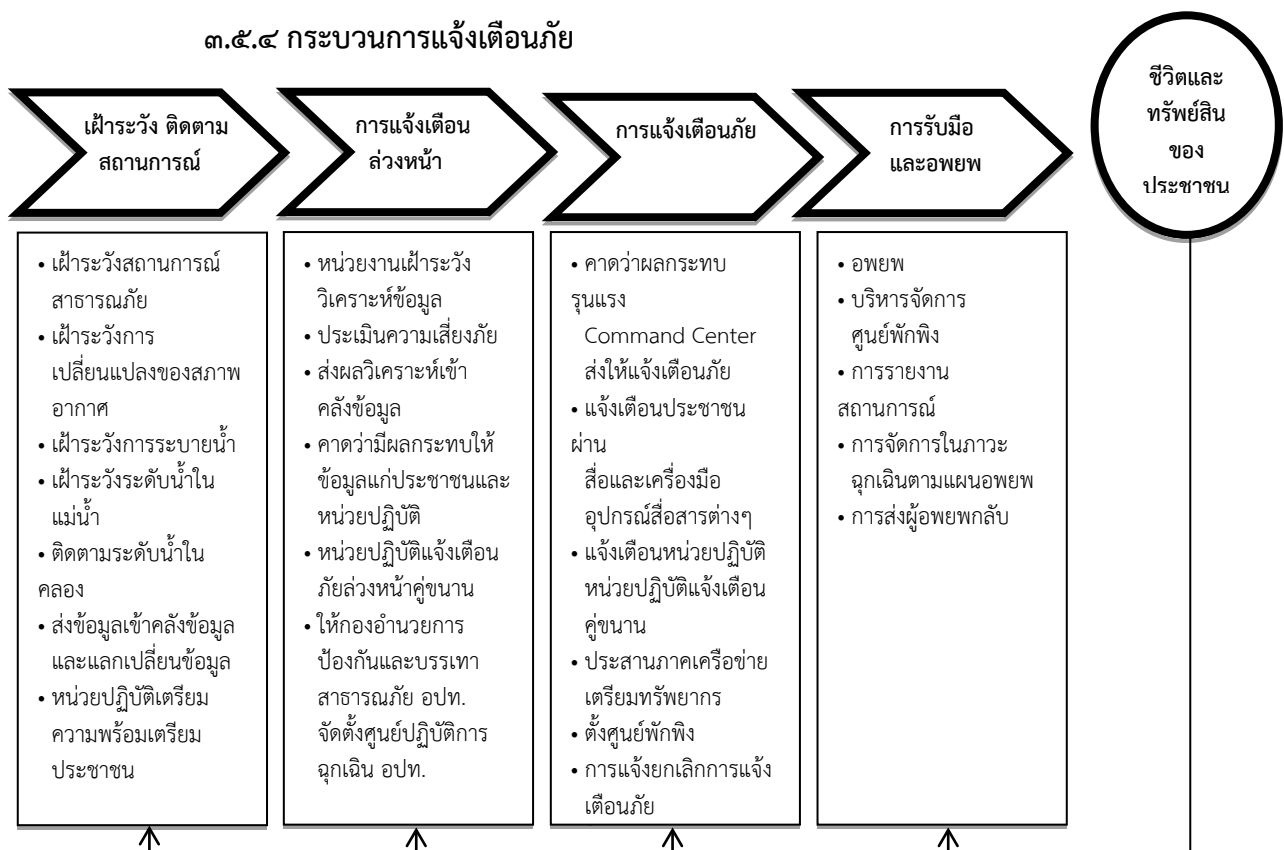 ๓.๕.๔ กระบวนการแจ้งเตือนภัย
เฝ้าระวัง ติดตาม
สถานการณ์
การแจ้งเตือน
ล่วงหน้า
การแจ้งเตือนภัย
การรับมือ
และอพยพ
ชีวิตและ
ทรัพย์สิน
ของ
ประชาชน
• เฝ้าระวังสถานการณ์
สาธารณภัย
• เฝ้าระวังการ
เปลี่ยนแปลงของสภาพ
อากาศ
• เฝ้าระวังการระบายน้ำ
• เฝ้าระวังระดับน้ำใน
แม่น้ำ
• ติดตามระดับน้ำใน
คลอง
• ส่งข้อมูลเข้าคลังข้อมูล
และแลกเปลี่ยนข้อมูล
• หน่วยปฏิบัติเตรียม
ความพร้อมเตรียม
ประชาชน
• หน่วยงานเฝ้าระวัง
วิเคราะห์ข้อมูล
• ประเมินความเสี่ยงภัย
• ส่งผลวิเคราะห์เข้า
คลังข้อมูล
• คาดว่ามีผลกระทบให้
ข้อมูลแก่ประชาชนและ
หน่วยปฏิบัติ
• หน่วยปฏิบัติแจ้งเตือน
ภัยล่วงหน้าคู่ขนาน
• ให้กองอำนวยการ
ป้องกันและบรรเทา
สาธารณภัย อปท.
จัดตั้งศูนย์ปฏิบัติการ
ฉุกเฉิน อปท.
• คาดว่าผลกระทบ
รุนแรง
Command Center
ส่งให้แจ้งเตือนภัย
• แจ้งเตือนประชาชน
ผ่าน
สื่อและเครื่องมือ
อุปกรณ์สื่อสารต่างๆ
• แจ้งเตือนหน่วยปฏิบัติ
หน่วยปฏิบัติแจ้งเตือน
คู่ขนาน
• ประสานภาคเครือข่าย
เตรียมทรัพยากร
• ตั้งศูนย์พักพิง
• การแจ้งยกเลิกการแจ้ง
เตือนภัย
• อพยพ
• บริหารจัดการ
ศูนย์พักพิง
• การรายงาน
สถานการณ์
• การจัดการในภาวะ
ฉุกเฉินตามแผนอพยพ
• การส่งผู้อพยพกลับ